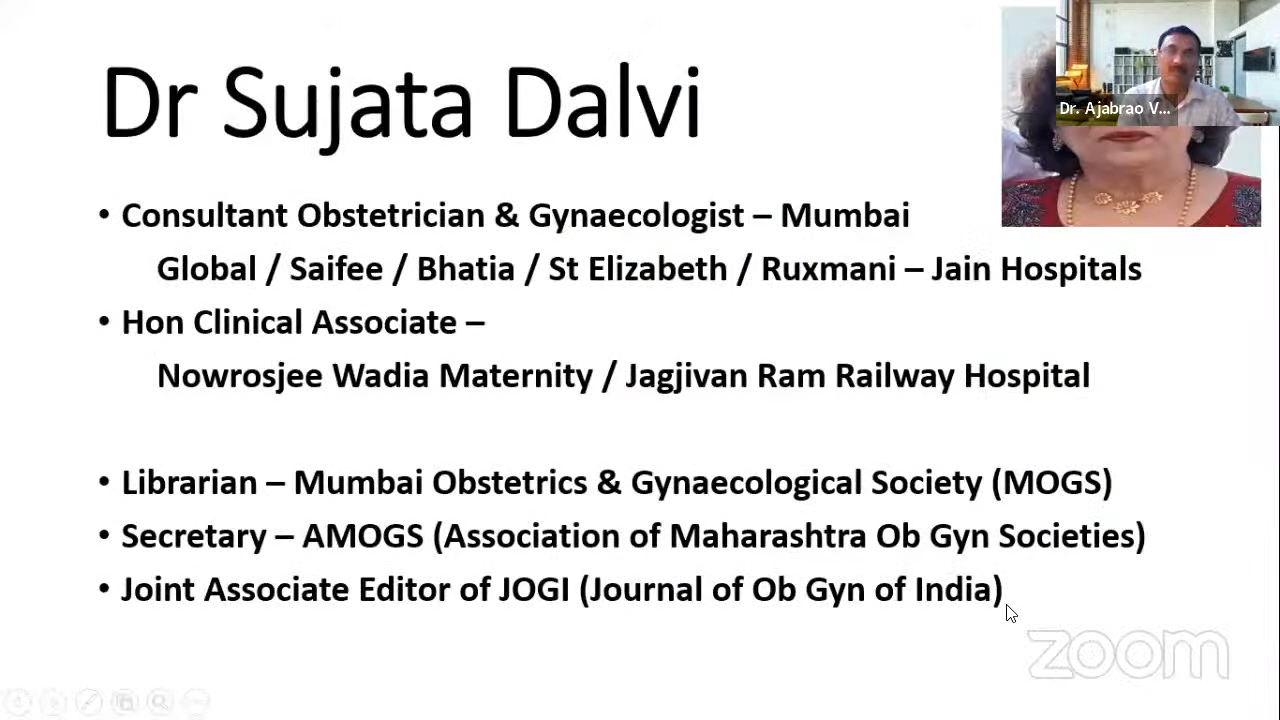 Dr Sujata Dalvi
Dr. Ajabrao V...
• Consultant Obstetrician & Gynaecologist – Mumbai
Global / Saifee / Bhatia / St Elizabeth / Ruxmani – Jain Hospitals
• Hon Clinical Associate –
Nowrosjee Wadia Maternity / Jagjivan Ram Railway Hospital
• Librarian – Mumbai Obstetrics & Gynaecological Society (MOGS)
• Secretary – AMOGS (Association of Maharashtra Ob Gyn Societies)
• Joint Associate Editor of JOGI (Journal of Ob Gyn of India)
zoom